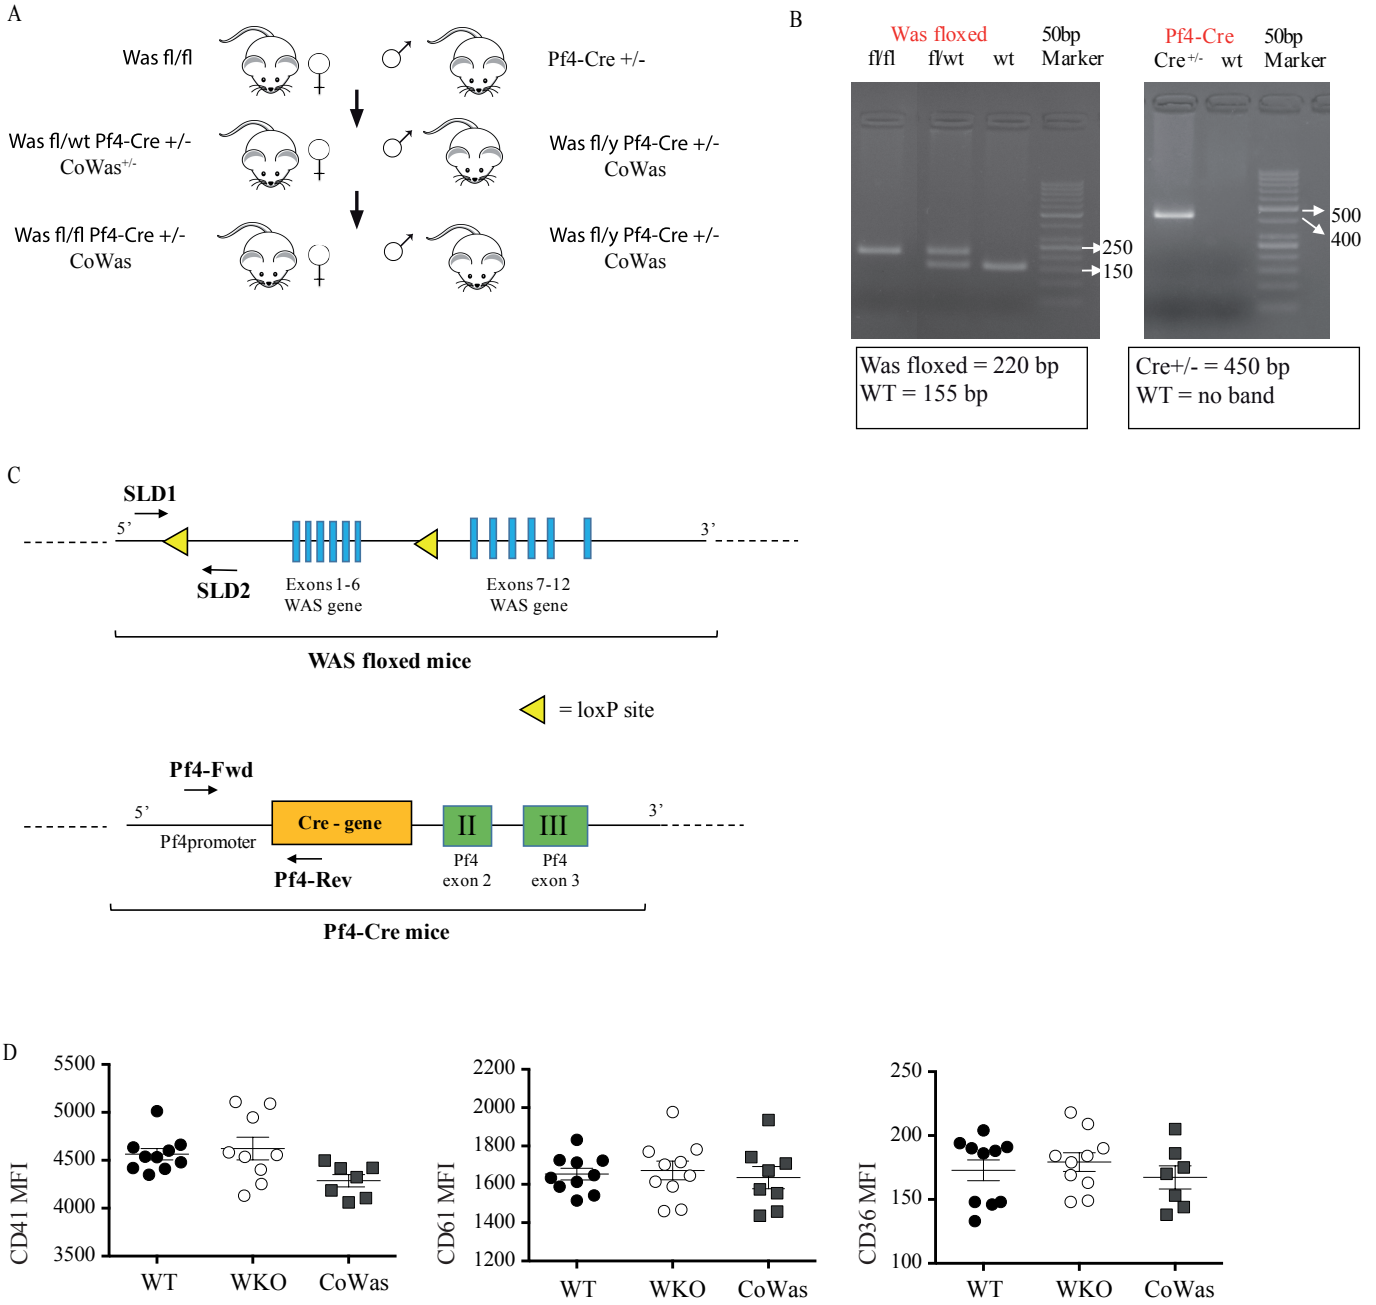 A
Was fl/fl
Pf4-Cre +/-
Was fl/wt Pf4-Cre +/-
CoWas+/-
Was fl/y Pf4-Cre +/-
CoWas
Was fl/fl Pf4-Cre +/-
CoWas
Was fl/y Pf4-Cre +/-
CoWas
B
Was floxed
fl/fl fl/wt wt
50bp
Marker
250
150
Was floxed = 220 bp
WT = 155 bp
Pf4-Cre
Cre+/- wt
50bp
Marker
500
400
Cre+/- = 450 bp
WT = no band
C
SLD1
5’
3’
SLD2
Exons 1-6
WAS gene
Exons 7-12
WAS gene
WAS floxed mice
= loxP site
Pf4-Fwd
5’
3’
Cre - gene
II
III
Pf4promoter
Pf4-Rev
Pf4
exon 2
Pf4
exon 3
Pf4-Cre mice
D
CD41 MFI
5500
5000
4500
4000
3500
WT WKO CoWas
CD61 MFI
2200
2000
1800
1600
1400
1200
WT WKO CoWas
CD36 MFI
250
200
150
100
WT WKO CoWas